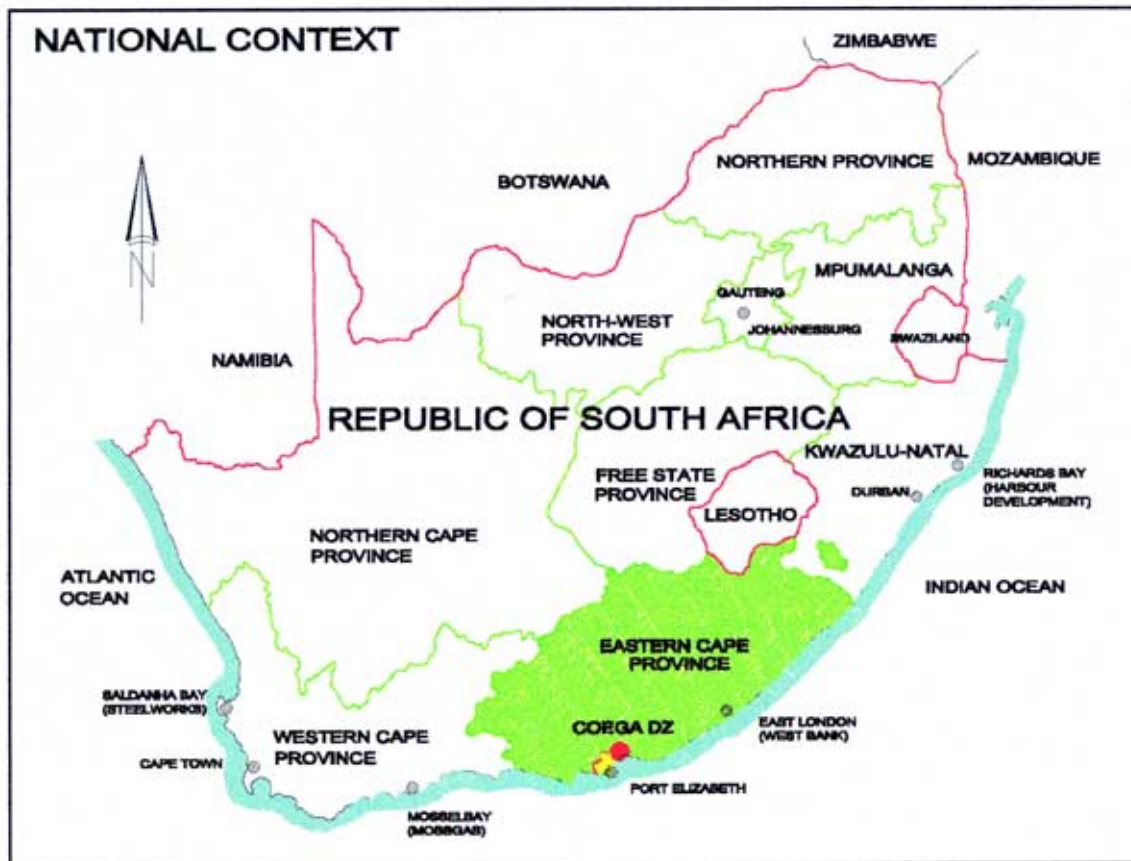 NATIONAL CONTEXT
ZIMBABWE
NORTHERN PROVINCE
MOZAMBIQUE
BOTSWANA
N
MPUMALANGA
GAUTENG
NORTH-WEST
PROVINCE
JOHANNESBURG
SWAZILAND
NAMIBIA
REPUBLIC OF SOUTH AFRICA
KWAZULU-NATAL
FREE STATE
PROVINCE
RICHARDS BAY
(HARBOUR
DEVELOPMENT)
DURBAN
LESOTHO
NORTHERN CAPE
PROVINCE
ATLANTIC
OCEAN
INDIAN OCEAN
EASTERN CAPE
PROVINCE
SALDANHA BAY
(STEELWORKS)
COEGA DZ
EAST LONDON
(WEST BANK)
WESTERN CAPE
PROVINCE
CAPE TOWN
PORT ELIZABETH
MOSSELBAY
(MOSSGAS)